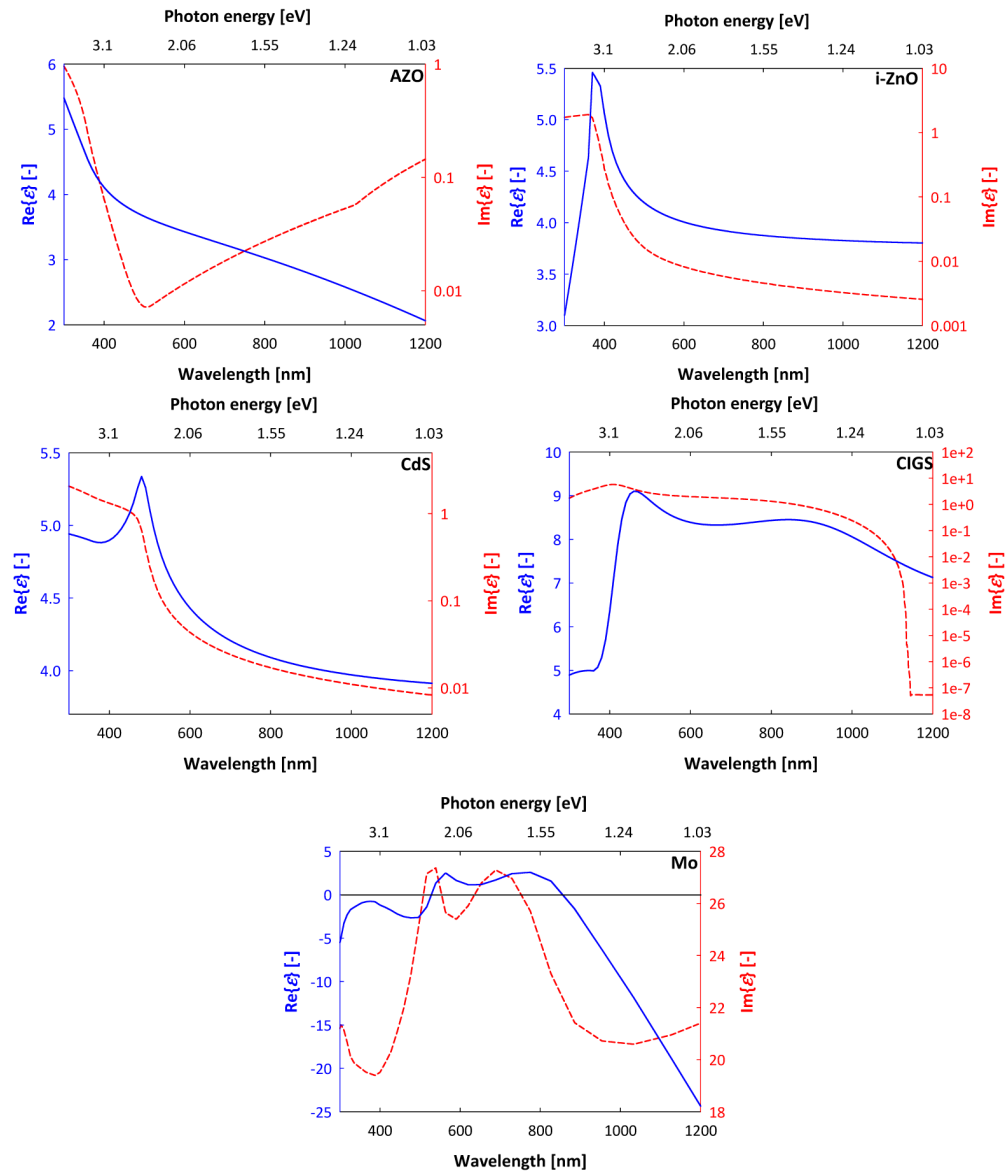 Photon energy [eV]
3.1 2.06 1.55 1.24 1.03
AZO
6 5 4 3 2
Re{ε} [-]
1 0.1 0.01
Im{ε} [-]
400 600 800 1000 1200
Wavelength [nm]
Photon energy [eV]
3.1 2.06 1.55 1.24 1.03
i-ZnO
5.5 5.0 4.5 4.0 3.5 3.0
Re{ε} [-]
10 1 0.1 0.01 0.001
Im{ε} [-]
400 600 800 1000 1200
Wavelength [nm]
Photon energy [eV]
3.1 2.06 1.55 1.24 1.03
CdS
5.5 5.0 4.5 4.0
Re{ε} [-]
1 0.1 0.01
Im{ε} [-]
400 600 800 1000 1200
Wavelength [nm]
Photon energy [eV]
3.1 2.06 1.55 1.24 1.03
CIGS
10 9 8 7 6 5 4
Re{ε} [-]
1e+2 1e+1 1e+0 1e-1 1e-2 1e-3 1e-4 1e-5 1e-6 1e-7 1e-8
Im{ε} [-]
400 600 800 1000 1200
Wavelength [nm]
Photon energy [eV]
3.1 2.06 1.55 1.24 1.03
Mo
5 0 -5 -10 -15 -20 -25
Re{ε} [-]
28 26 24 22 20 18
Im{ε} [-]
400 600 800 1000 1200
Wavelength [nm]